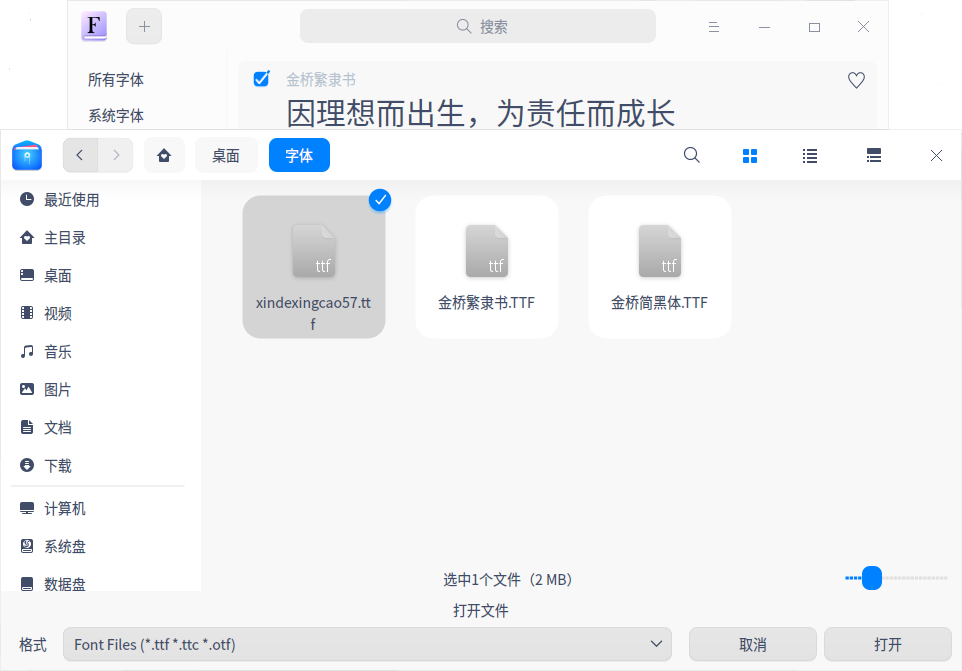 F
搜索
所有字体
系统字体
金桥繁隶书
因理想而出生，为责任而成长
桌面
字体
最近使用
主目录
桌面
视频
音乐
图片
文档
下载
计算机
系统盘
数据盘
ttf
xindexingcao57.tt
f
ttf
金桥繁隶书.TTF
ttf
金桥简黑体.TTF
选中1个文件（2 MB）
打开文件
格式
Font Files (*.ttf *.ttc *.otf)
取消
打开